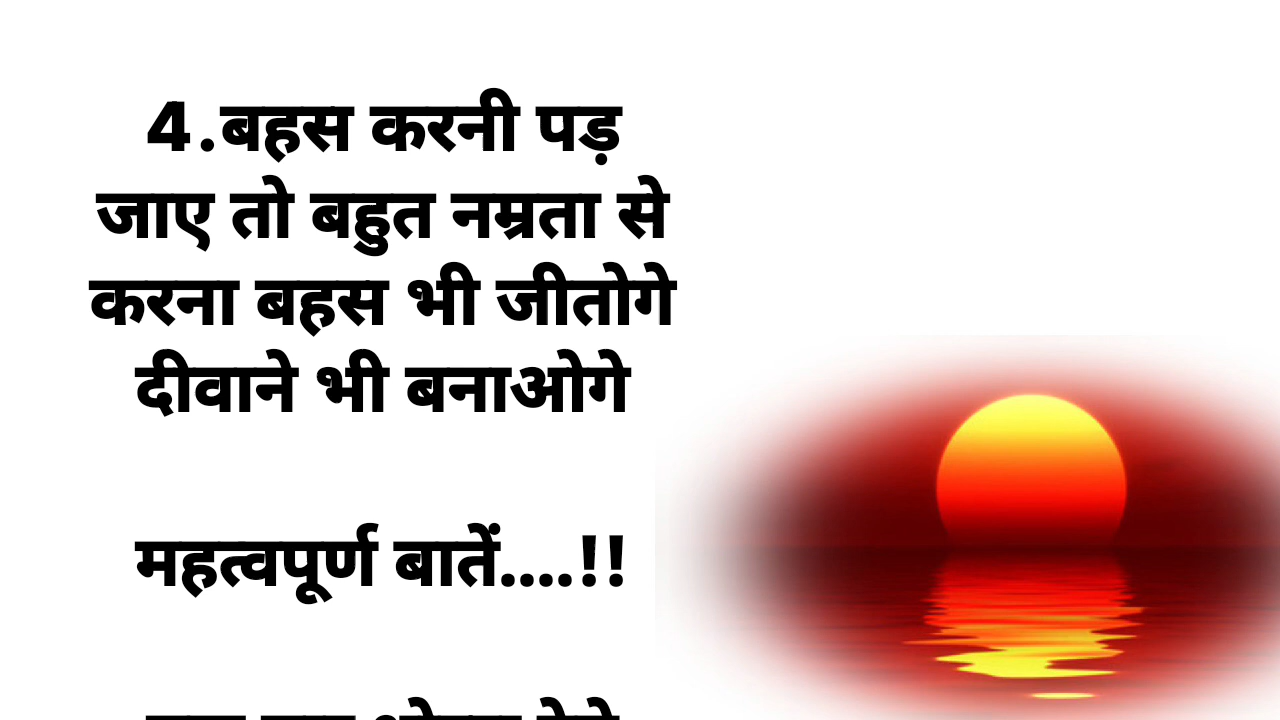 4.बहस करनी पड़
जाए तो बहुत नम्रता से
करना बहस भी जीतोगे
दीवाने भी बनाओगे
महत्वपूर्ण बातें....!!